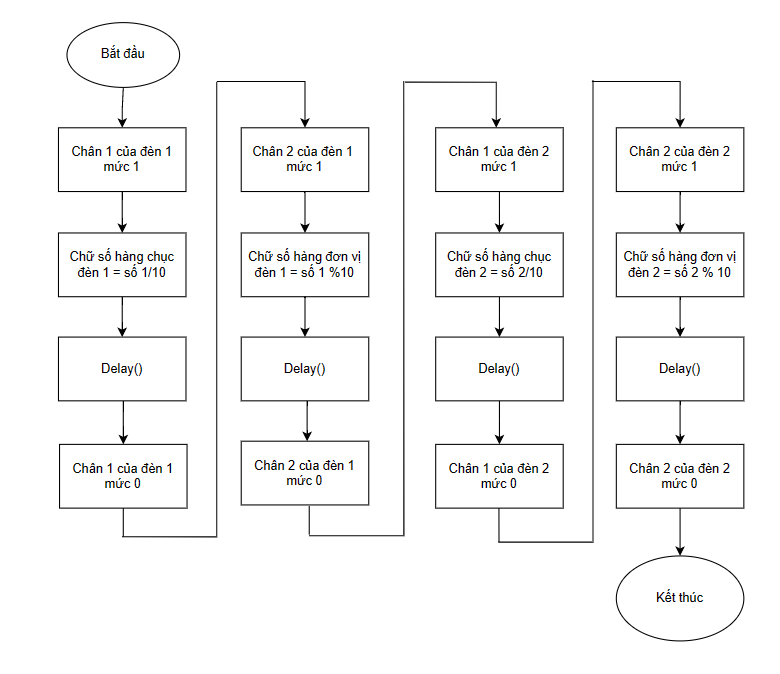 Bắt đầu
Chân 1 của đèn 1
mức 1
Chữ số hàng chục
đèn 1 = số 1/10
Delay()
Chân 1 của đèn 1
mức 0
Chân 2 của đèn 1
mức 1
Chữ số hàng đơn vị
đèn 1 = số 1 %10
Delay()
Chân 2 của đèn 1
mức 0
Chân 1 của đèn 2
mức 1
Chữ số hàng chục
đèn 2 = số 2/10
Delay()
Chân 1 của đèn 2
mức 0
Chân 2 của đèn 2
mức 1
Chữ số hàng đơn vị
đèn 2 = số 2 % 10
Delay()
Chân 2 của đèn 2
mức 0
Kết thúc